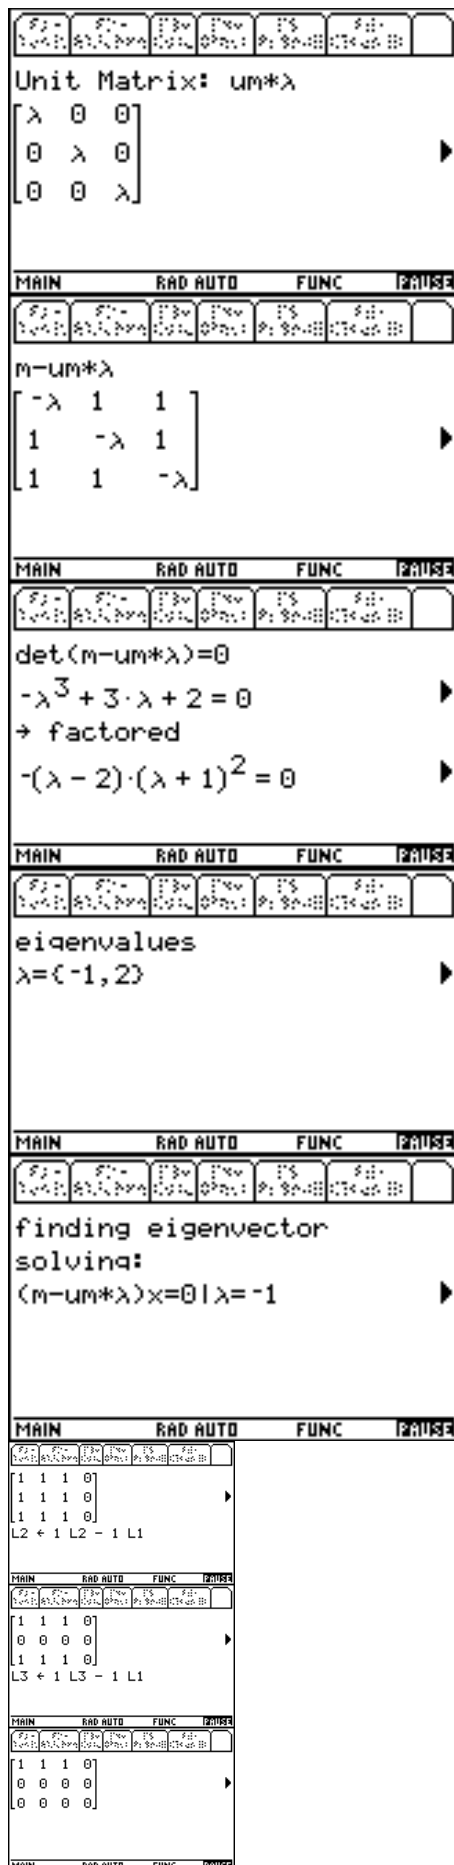 Unit Matrix: um*λ
[λ 0 0]
[0 λ 0]
[0 0 λ]
MAIN RAD AUTO FUNC PAUSE
m-um*λ
[-λ 1 1]
[1 -λ 1]
[1 1 -λ]
MAIN RAD AUTO FUNC PAUSE
det(m-um*λ)=0
-λ^3 + 3·λ + 2 = 0
→ factored
-(λ - 2)·(λ + 1)^2 = 0
MAIN RAD AUTO FUNC PAUSE
eigenvalues
λ={-1,2}
MAIN RAD AUTO FUNC PAUSE
finding eigenvector
solving:
(m-um*λ)x=0|λ=-1
MAIN RAD AUTO FUNC PAUSE
[1 1 1 0]
[1 1 1 0]
[1 1 1 0]
L2 ← 1 L2 - 1 L1
MAIN RAD AUTO FUNC PAUSE
[1 1 1 0]
[0 0 0 0]
[1 1 1 0]
L3 ← 1 L3 - 1 L1
MAIN RAD AUTO FUNC PAUSE
[1 1 1 0]
[0 0 0 0]
[0 0 0 0]
MAIN RAD AUTO FUNC PAUSE